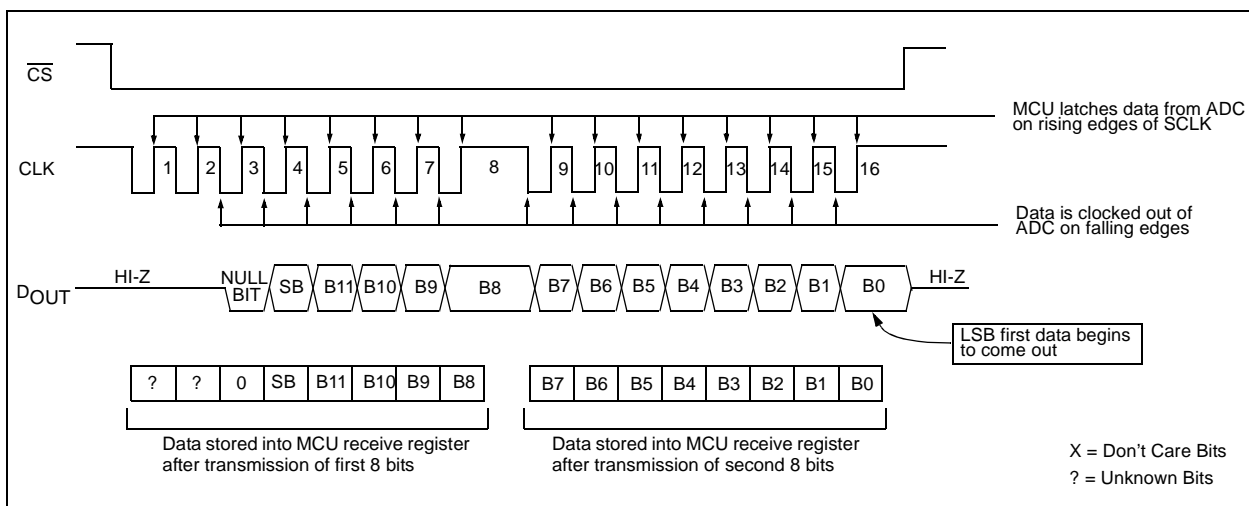 CS
MCU latches data from ADC
on rising edges of SCLK
CLK
1 2 3 4 5 6 7 8 9 10 11 12 13 14 15 16
Data is clocked out of
ADC on falling edges
DOUT
HI-Z
NULL
BIT
SB B11 B10 B9 B8 B7 B6 B5 B4 B3 B2 B1 B0
HI-Z
LSB first data begins
to come out
? ? 0 SB B11 B10 B9 B8
B7 B6 B5 B4 B3 B2 B1 B0
Data stored into MCU receive register
after transmission of first 8 bits
Data stored into MCU receive register
after transmission of second 8 bits
X = Don't Care Bits
? = Unknown Bits